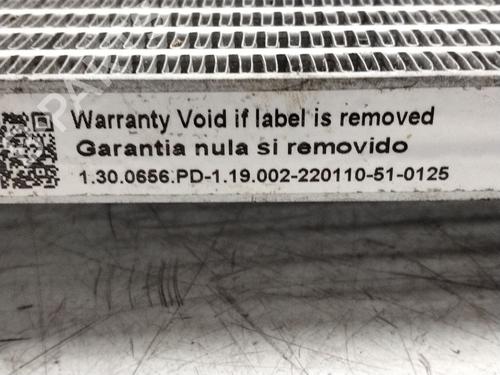 Warranty Void if label is removed
Garantia nula si removido
1.30.0656.PD-1.19.002-220110-51-0125